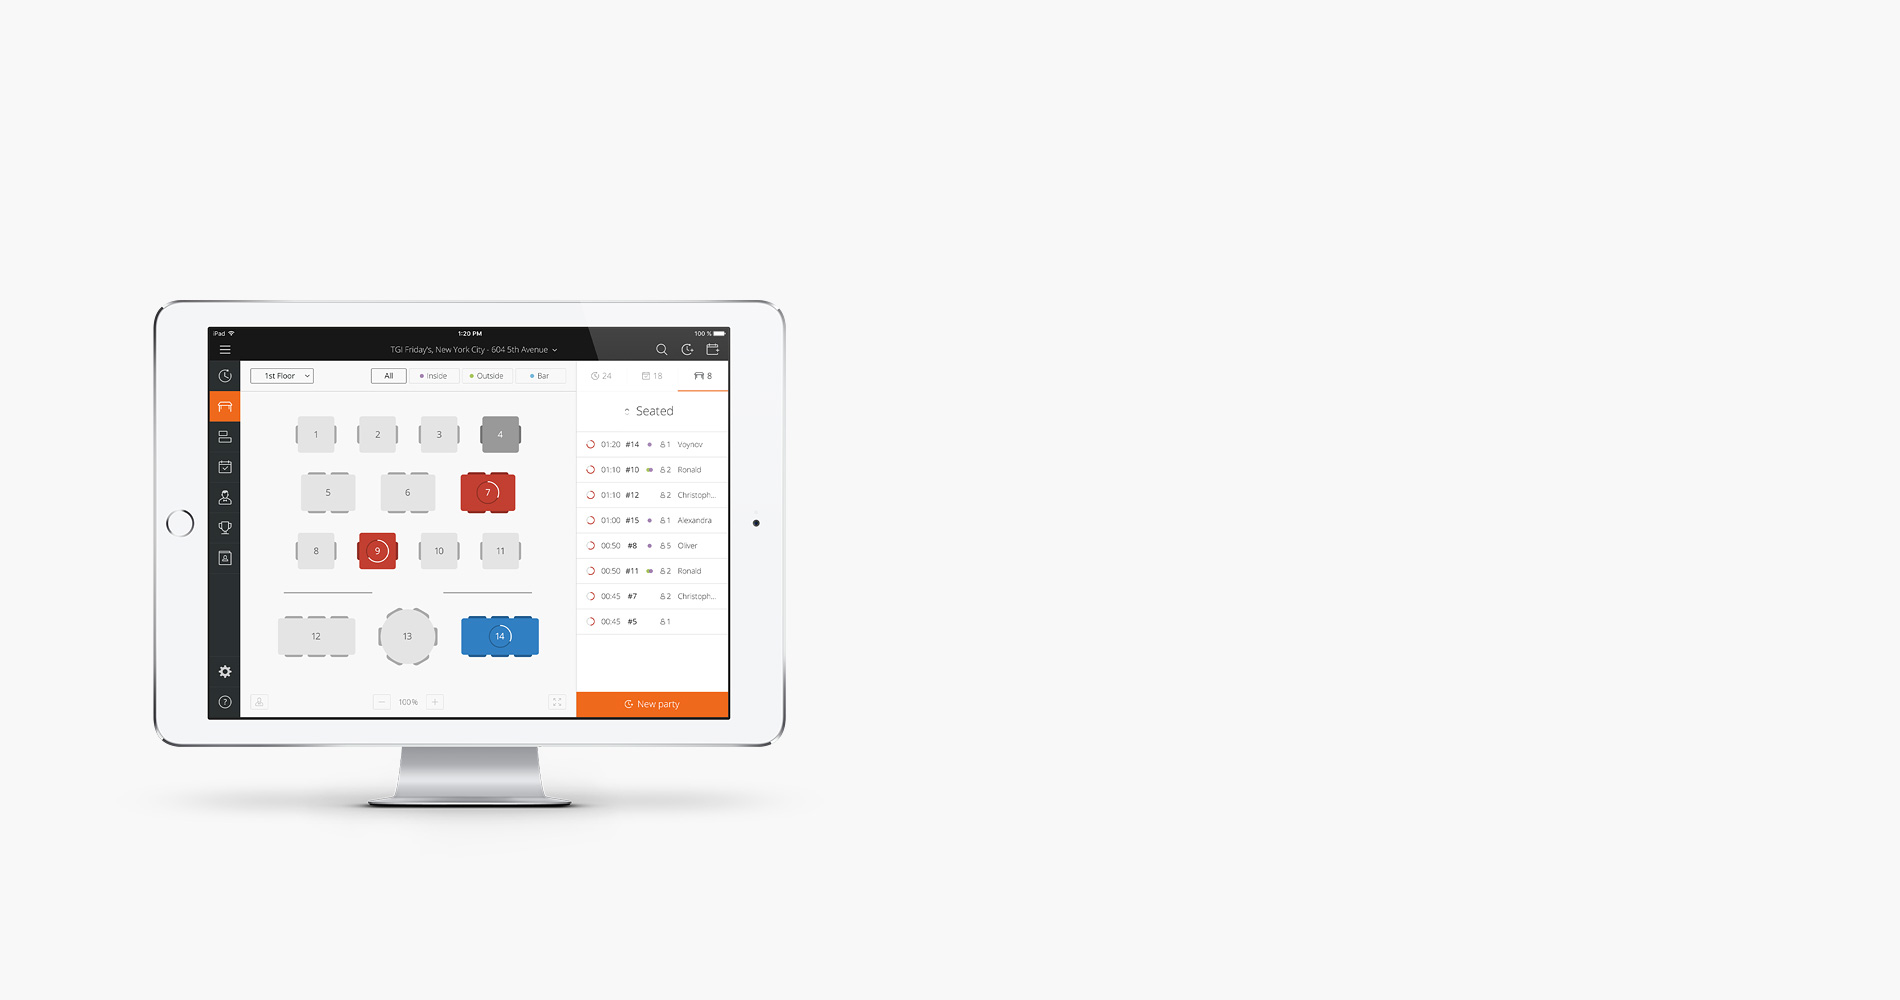 iPad 1:20 PM 100 %
TGI Friday's, New York City - 604 5th Avenue
1st Floor All Inside Outside Bar
24 18 8
Seated
1 2 3 4
5 6 7
8 9 10 11
12 13 14
01:20 #14 1 Voynov
01:10 #10 2 Ronald
01:10 #12 2 Christoph...
01:00 #15 1 Alexandra
00:50 #8 5 Oliver
00:50 #11 2 Ronald
00:45 #7 2 Christoph...
00:45 #5 1
? 100%
New party